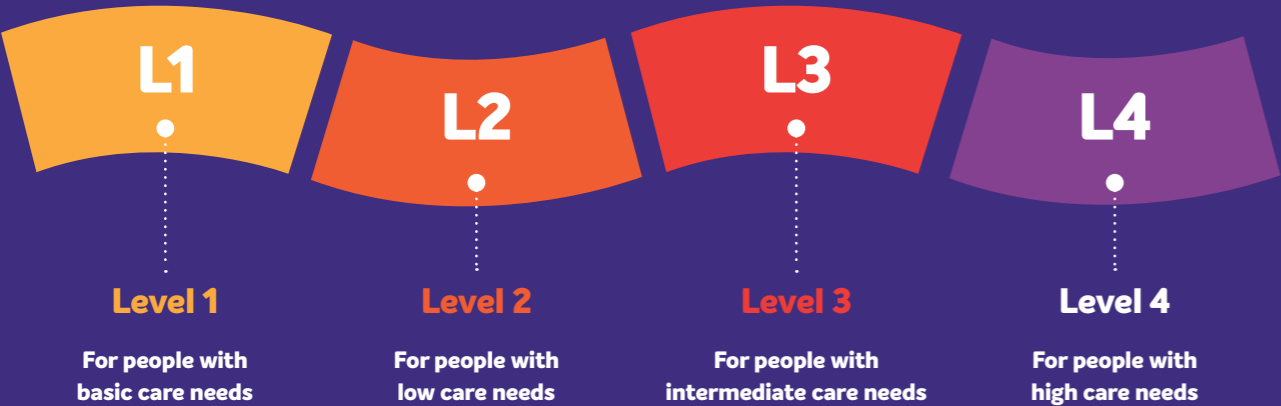 L1
L2
L3
L4
Level 1
Level 2
Level 3
Level 4
For people with
basic care needs
For people with
low care needs
For people with
intermediate care needs
For people with
high care needs